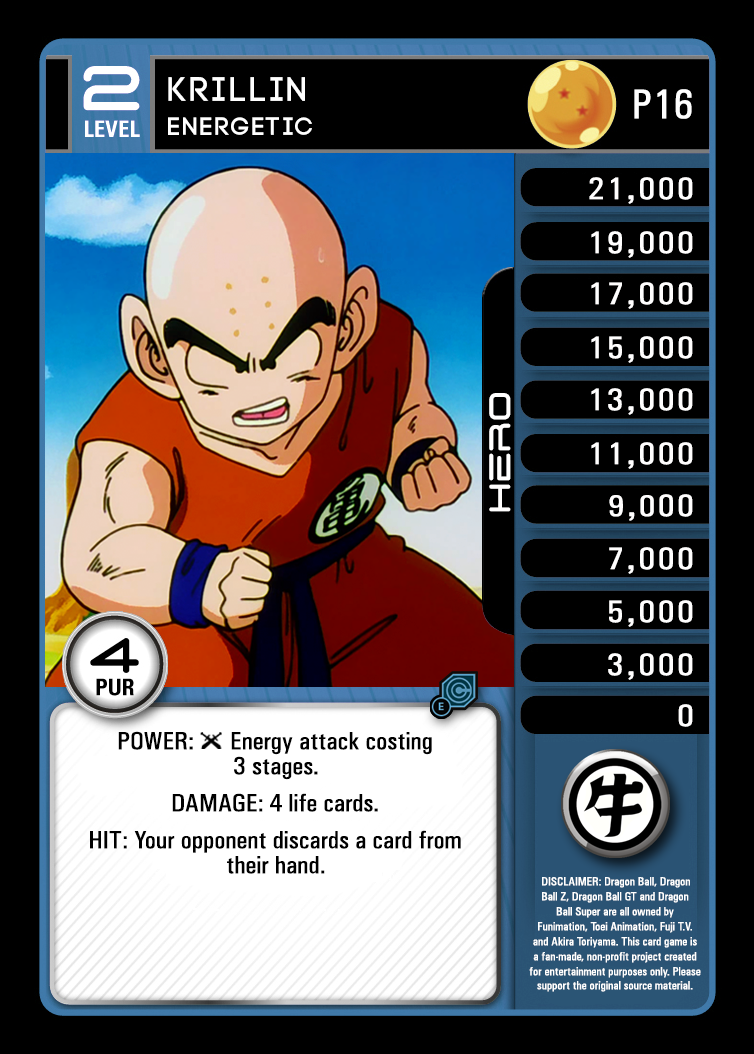 2
LEVEL
KRILLIN
ENERGETIC
P16
21,000
19,000
17,000
15,000
13,000
11,000
9,000
7,000
5,000
3,000
0
HERO
亀
4
PUR
E
POWER: Energy attack costing
3 stages.
DAMAGE: 4 life cards.
HIT: Your opponent discards a card from
their hand.
牛
DISCLAIMER: Dragon Ball, Dragon
Ball Z, Dragon Ball GT and Dragon
Ball Super are all owned by
Funimation, Toei Animation, Fuji T.V.
and Akira Toriyama. This card game is
a fan-made, non-profit project created
for entertainment purposes only. Please
support the original source material.